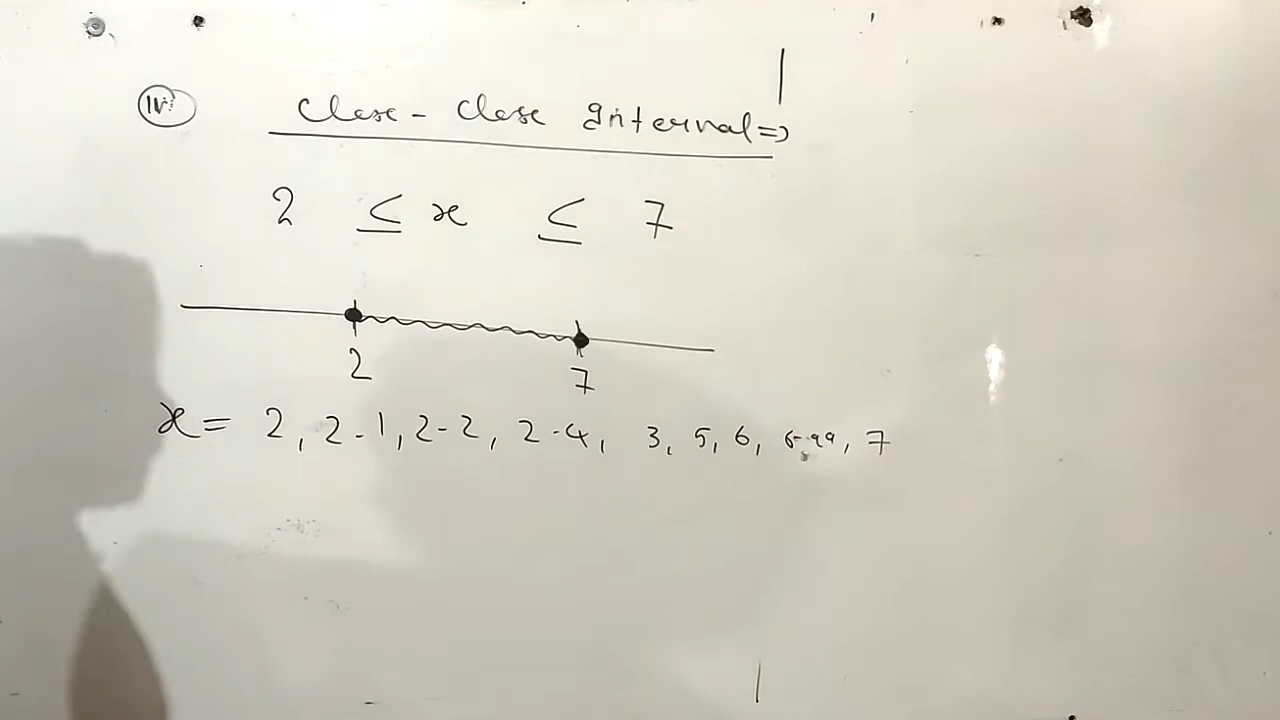 IV. Close - Close Interval ⇒
2 ≤ x ≤ 7
2 7
x = 2, 2.1, 2.2, 2.4, 3, 5, 6, 6.99, 7